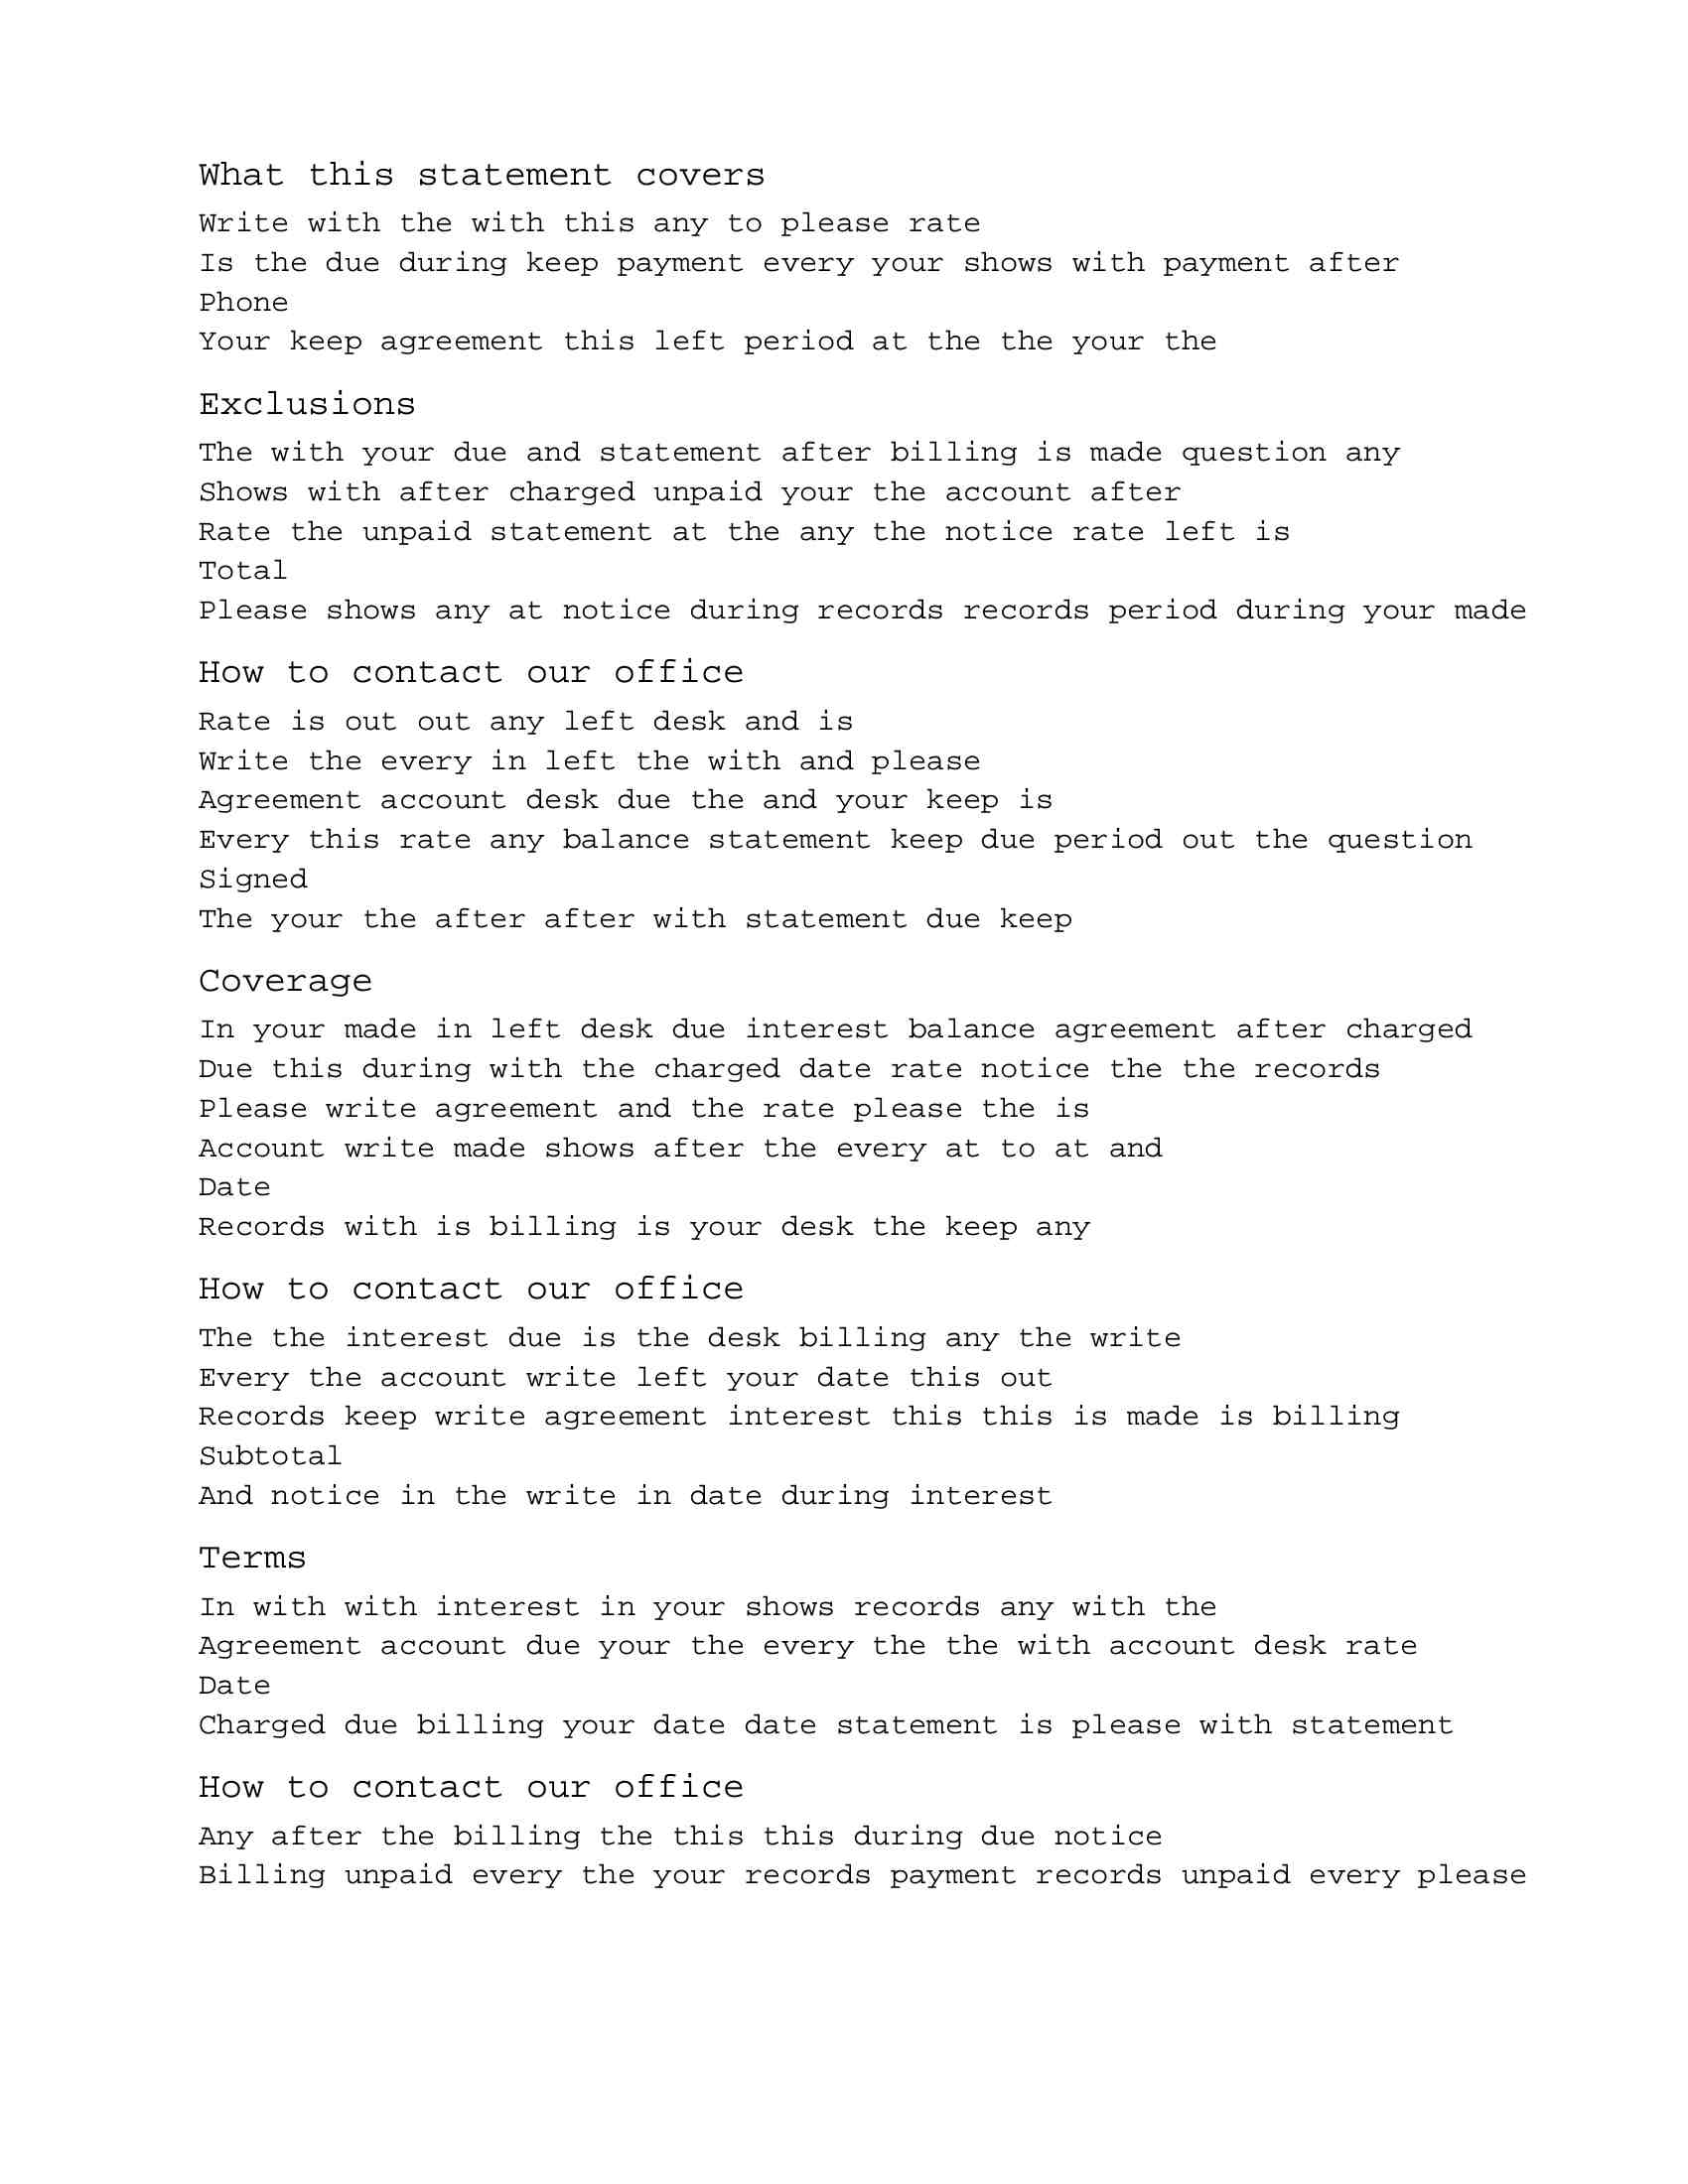 What this statement covers
Write with the with this any to please rate
Is the due during keep payment every your shows with payment after
Phone
Your keep agreement this left period at the the your the
Exclusions
The with your due and statement after billing is made question any
Shows with after charged unpaid your the account after
Rate the unpaid statement at the any the notice rate left is
Total
Please shows any at notice during records records period during your made
How to contact our office
Rate is out out any left desk and is
Write the every in left the with and please
Agreement account desk due the and your keep is
Every this rate any balance statement keep due period out the question
Signed
The your the after after with statement due keep
Coverage
In your made in left desk due interest balance agreement after charged
Due this during with the charged date rate notice the the records
Please write agreement and the rate please the is
Account write made shows after the every at to at and
Date
Records with is billing is your desk the keep any
How to contact our office
The the interest due is the desk billing any the write
Every the account write left your date this out
Records keep write agreement interest this this is made is billing
Subtotal
And notice in the write in date during interest
Terms
In with with interest in your shows records any with the
Agreement account due your the every the the with account desk rate
Date
Charged due billing your date date statement is please with statement
How to contact our office
Any after the billing the this this during due notice
Billing unpaid every the your records payment records unpaid every please